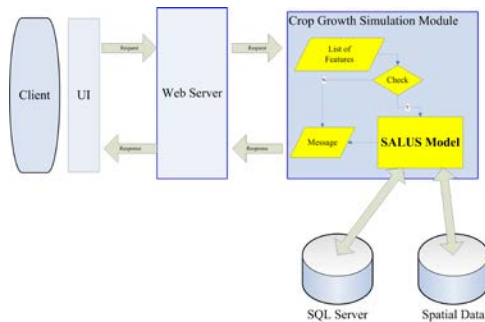 Crop Growth Simulation Module
Request
Request
List of
Features
Client
UI
Web Server
Check
Response
Response
Message
SALUS Model
SQL Server
Spatial Data